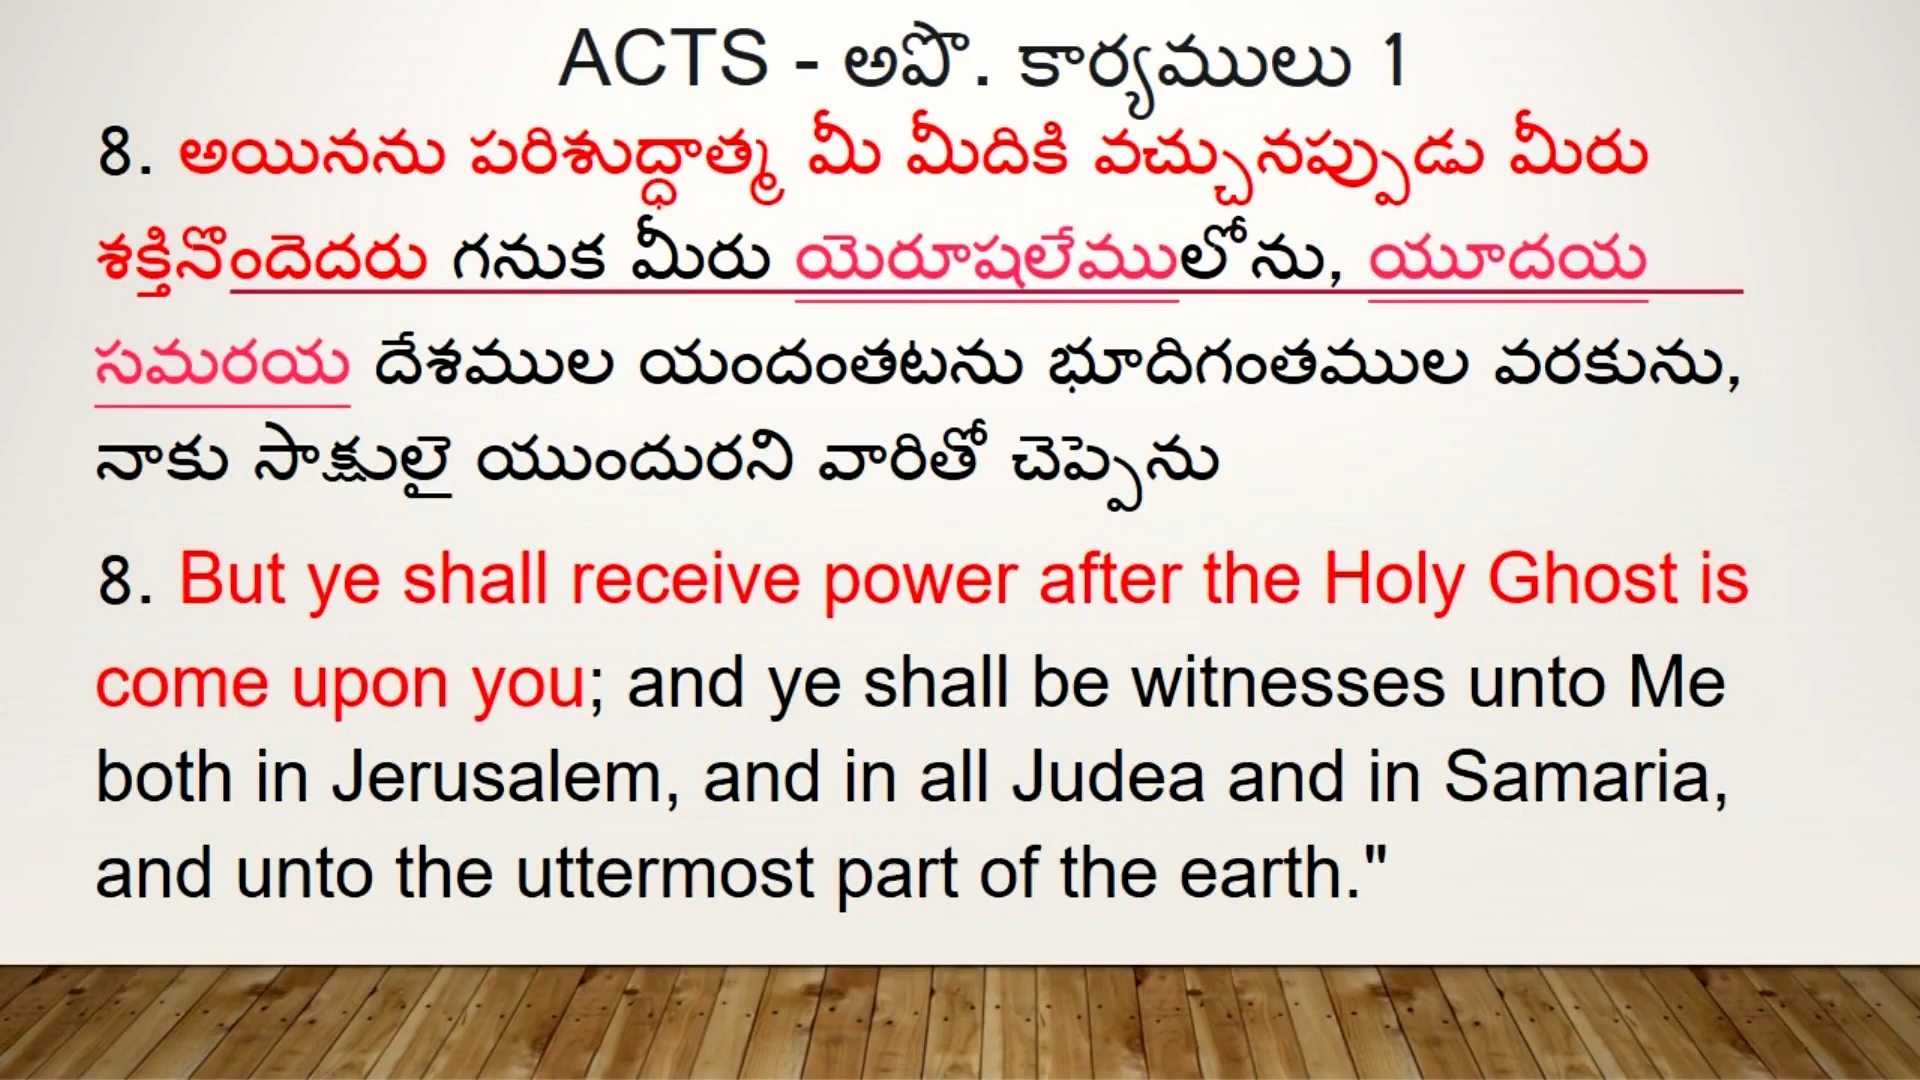 ACTS - అపొ. కార్యములు 1
8. అయినను పరిశుద్ధాత్మ మీ మీదికి వచ్చునప్పుడు మీరు
శక్తినొందెదరు గనుక మీరు యెరూషలేములోను, యూదయ
సమరయ దేశముల యందంతటను భూదిగంతముల వరకును,
నాకు సాక్షులై యుందురని వారితో చెప్పెను
8. But ye shall receive power after the Holy Ghost is
come upon you; and ye shall be witnesses unto Me
both in Jerusalem, and in all Judea and in Samaria,
and unto the uttermost part of the earth."